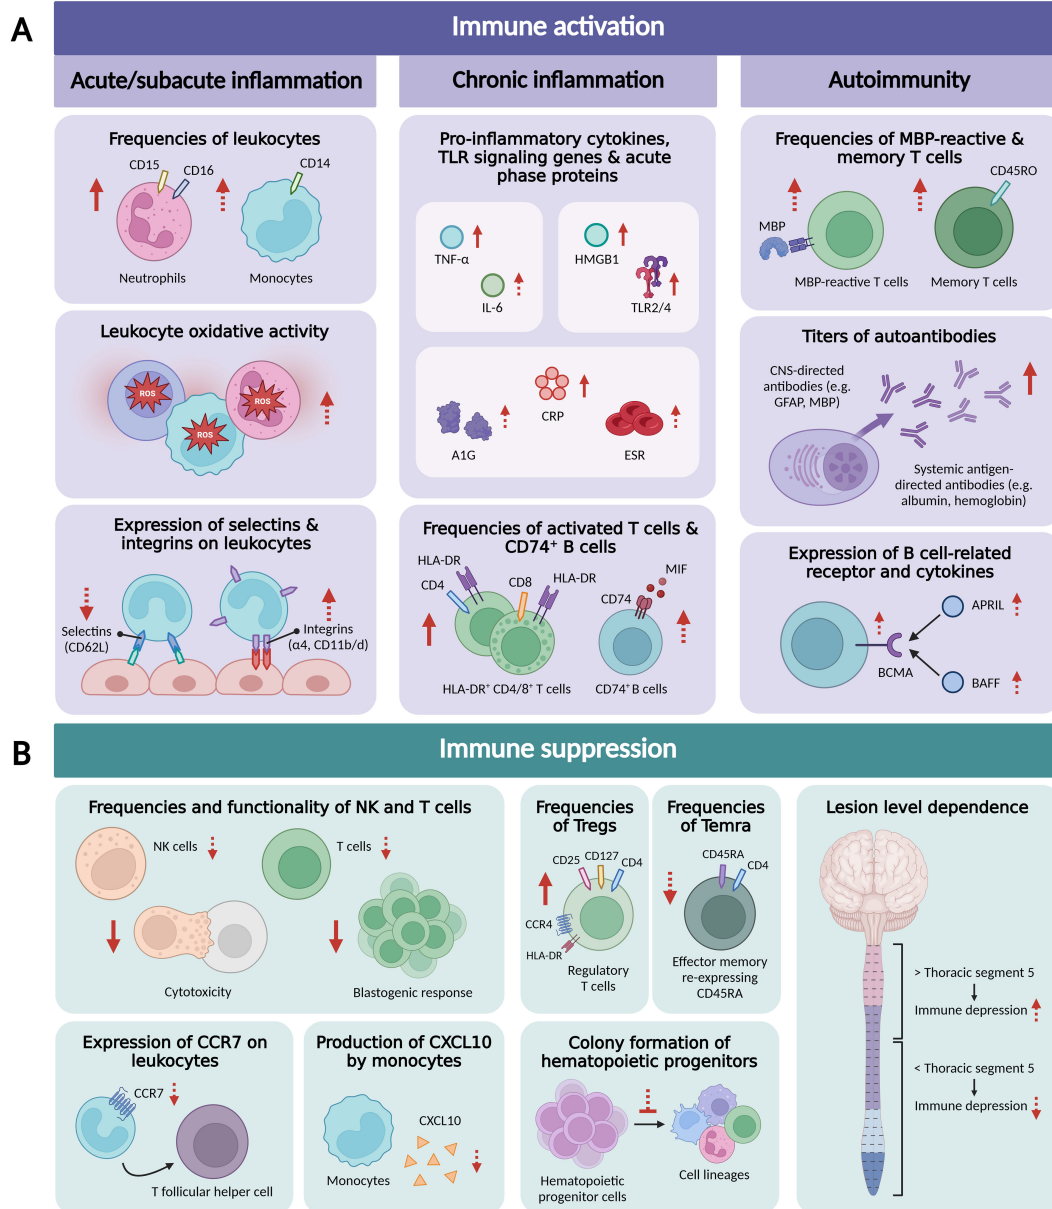 A
Immune activation
Acute/subacute inflammation
Frequencies of leukocytes
CD15
CD16
CD14
Neutrophils
Monocytes
Leukocyte oxidative activity
ROS
ROS
ROS
Expression of selectins &
integrins on leukocytes
Selectins
(CD62L)
Integrins
(α4, CD11b/d)
Chronic inflammation
Pro-inflammatory cytokines,
TLR signaling genes & acute
phase proteins
TNF-α
IL-6
HMGB1
TLR2/4
CRP
A1G
ESR
Frequencies of activated T cells &
CD74⁺ B cells
HLA-DR
CD4
CD8
HLA-DR
MIF
CD74
HLA-DR⁺ CD4/8⁺ T cells
CD74⁺ B cells
Autoimmunity
Frequencies of MBP-reactive &
memory T cells
CD45RO
MBP
MBP-reactive T cells
Memory T cells
Titers of autoantibodies
CNS-directed
antibodies (e.g.
GFAP, MBP)
Systemic antigen-
directed antibodies (e.g.
albumin, hemoglobin)
Expression of B cell-related
receptor and cytokines
APRIL
BCMA
BAFF
B
Immune suppression
Frequencies and functionality of NK and T cells
NK cells
T cells
Cytotoxicity
Blastogenic response
Frequencies
of Tregs
CD25
CD127
CD4
CCR4
HLA-DR
Regulatory
T cells
Frequencies
of Temra
CD45RA
CD4
Effector memory
re-expressing
CD45RA
Lesion level dependence
> Thoracic segment 5
Immune depression
< Thoracic segment 5
Immune depression
Expression of CCR7 on
leukocytes
CCR7
T follicular helper cell
Production of CXCL10
by monocytes
CXCL10
Monocytes
Colony formation of
hematopoietic progenitors
Hematopoietic
progenitor cells
Cell lineages